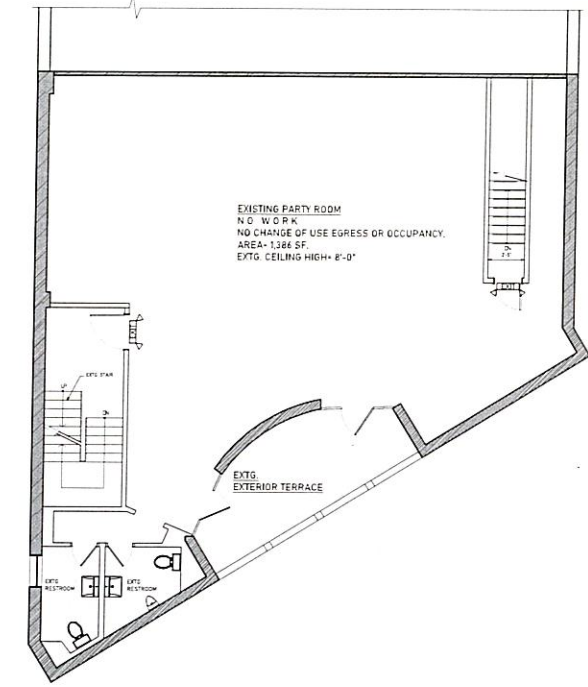 EXISTING PARTY ROOM
NO WORK
NO CHANGE OF USE EGRESS OR OCCUPANCY.
AREA= 1,386 SF.
EXTG. CEILING HIGH= 8'-0"
EXIT
EXIT
EXTG STAIR
UP
DN
EXTG.
EXTERIOR TERRACE
EXTG
RESTROOM
EXTG
RESTROOM